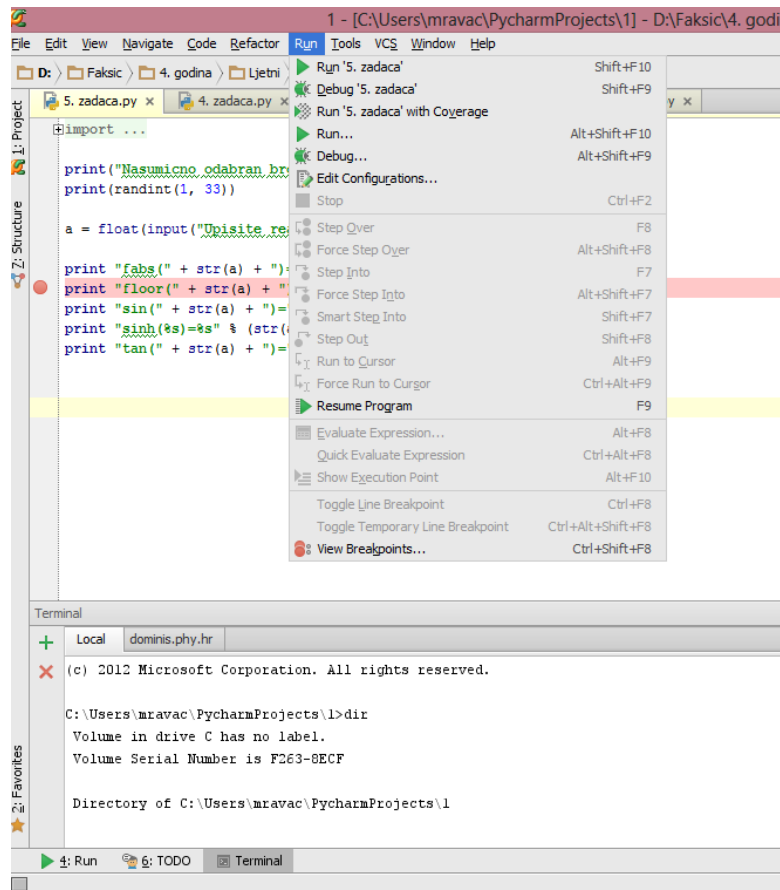 1 - [C:\Users\mravac\PycharmProjects\1] - D:\Faksic\4. godi
File Edit View Navigate Code Refactor Run Tools VCS Window Help
D: Faksic 4. godina Ljetni
5. zadaca.py × 4. zadaca.py × y ×
1: Project
7: Structure
2: Favorites
import ...
print("Nasumicno odabran bro
print(randint(1, 33))
a = float(input("Upisite rea
print "fabs(" + str(a) + ")=
print "floor(" + str(a) + ")
print "sin(" + str(a) + ")=
print "sinh(%s)=%s" % (str(a
print "tan(" + str(a) + ")=
Run '5. zadaca' Shift+F10
Debug '5. zadaca' Shift+F9
Run '5. zadaca' with Coverage
Run... Alt+Shift+F10
Debug... Alt+Shift+F9
Edit Configurations...
Stop Ctrl+F2
Step Over F8
Force Step Over Alt+Shift+F8
Step Into F7
Force Step Into Alt+Shift+F7
Smart Step Into Shift+F7
Step Out Shift+F8
Run to Cursor Alt+F9
Force Run to Cursor Ctrl+Alt+F9
Resume Program F9
Evaluate Expression... Alt+F8
Quick Evaluate Expression Ctrl+Alt+F8
Show Execution Point Alt+F10
Toggle Line Breakpoint Ctrl+F8
Toggle Temporary Line Breakpoint Ctrl+Alt+Shift+F8
View Breakpoints... Ctrl+Shift+F8
Terminal
Local dominis.phy.hr
(c) 2012 Microsoft Corporation. All rights reserved.
C:\Users\mravac\PycharmProjects\1>dir
Volume in drive C has no label.
Volume Serial Number is F263-8ECF
Directory of C:\Users\mravac\PycharmProjects\1
4: Run 6: TODO Terminal